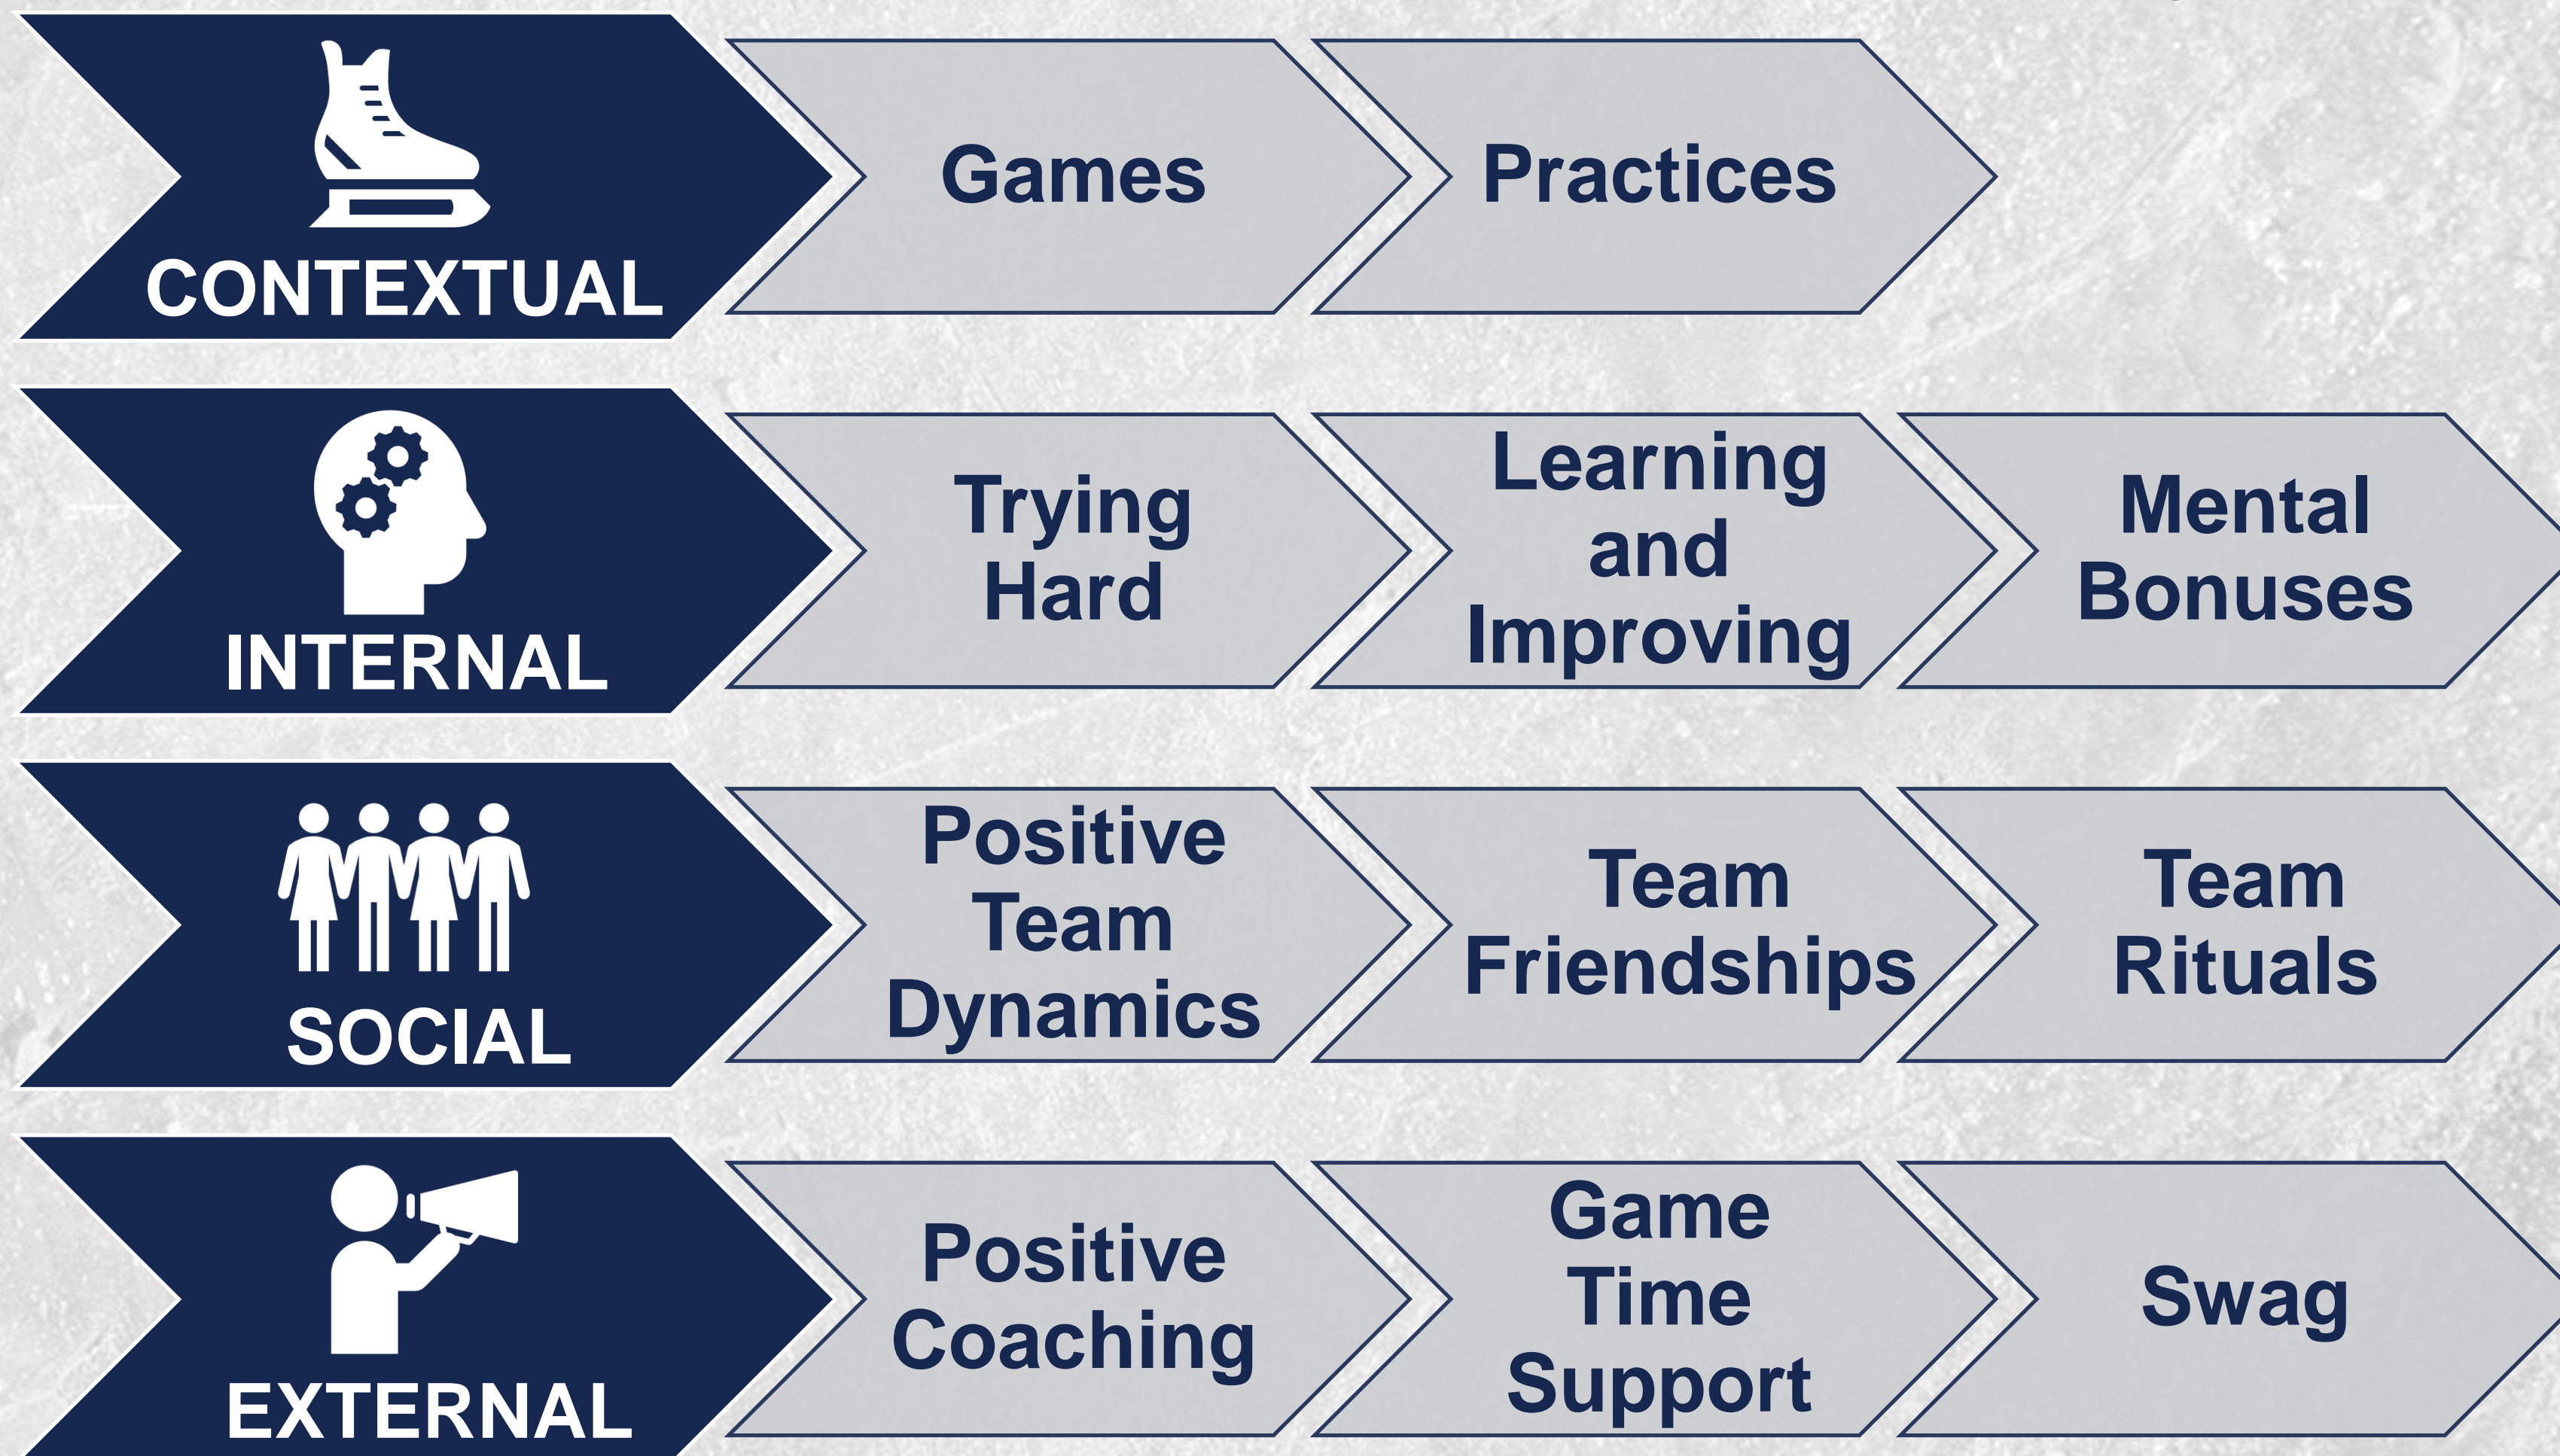 CONTEXTUAL
Games
Practices
INTERNAL
Trying
Hard
Learning
and
Improving
Mental
Bonuses
SOCIAL
Positive
Team
Dynamics
Team
Friendships
Team
Rituals
EXTERNAL
Positive
Coaching
Game
Time
Support
Swag